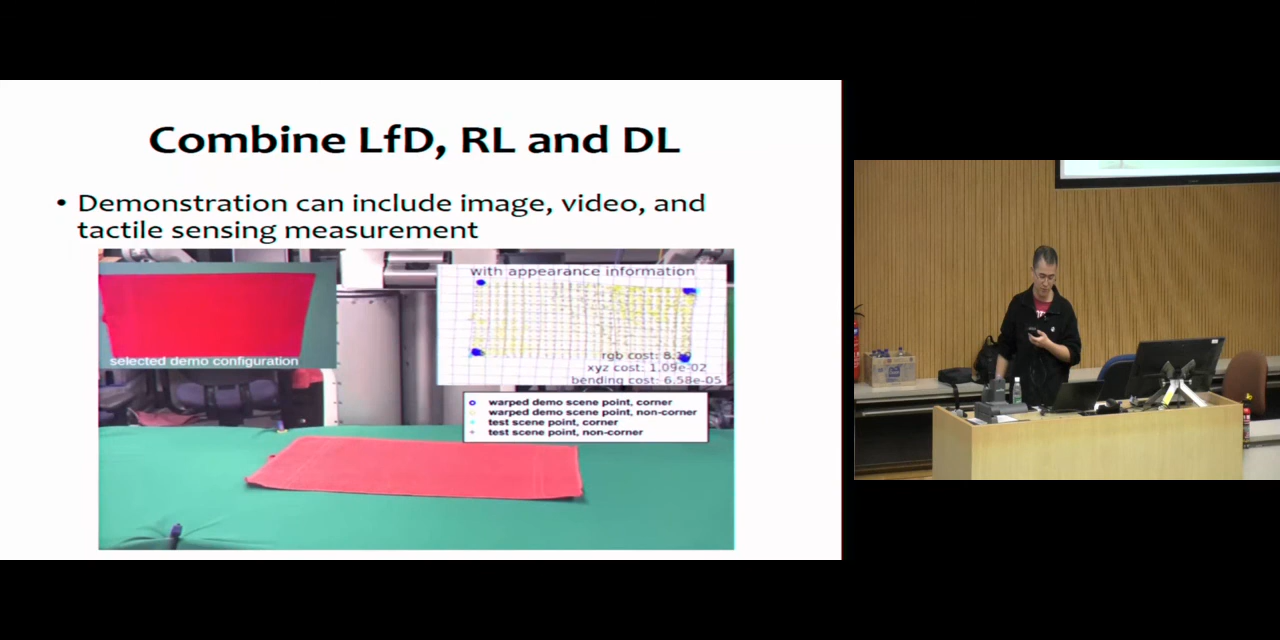 Combine LfD, RL and DL
• Demonstration can include image, video, and
tactile sensing measurement
with appearance information
selected demo configuration
rgb cost:
xyz cost: 1.09e-02
bending cost: 6.58e-05
warped demo scene point, corner
warped demo scene point, non-corner
test scene point, corner
test scene point, non-corner